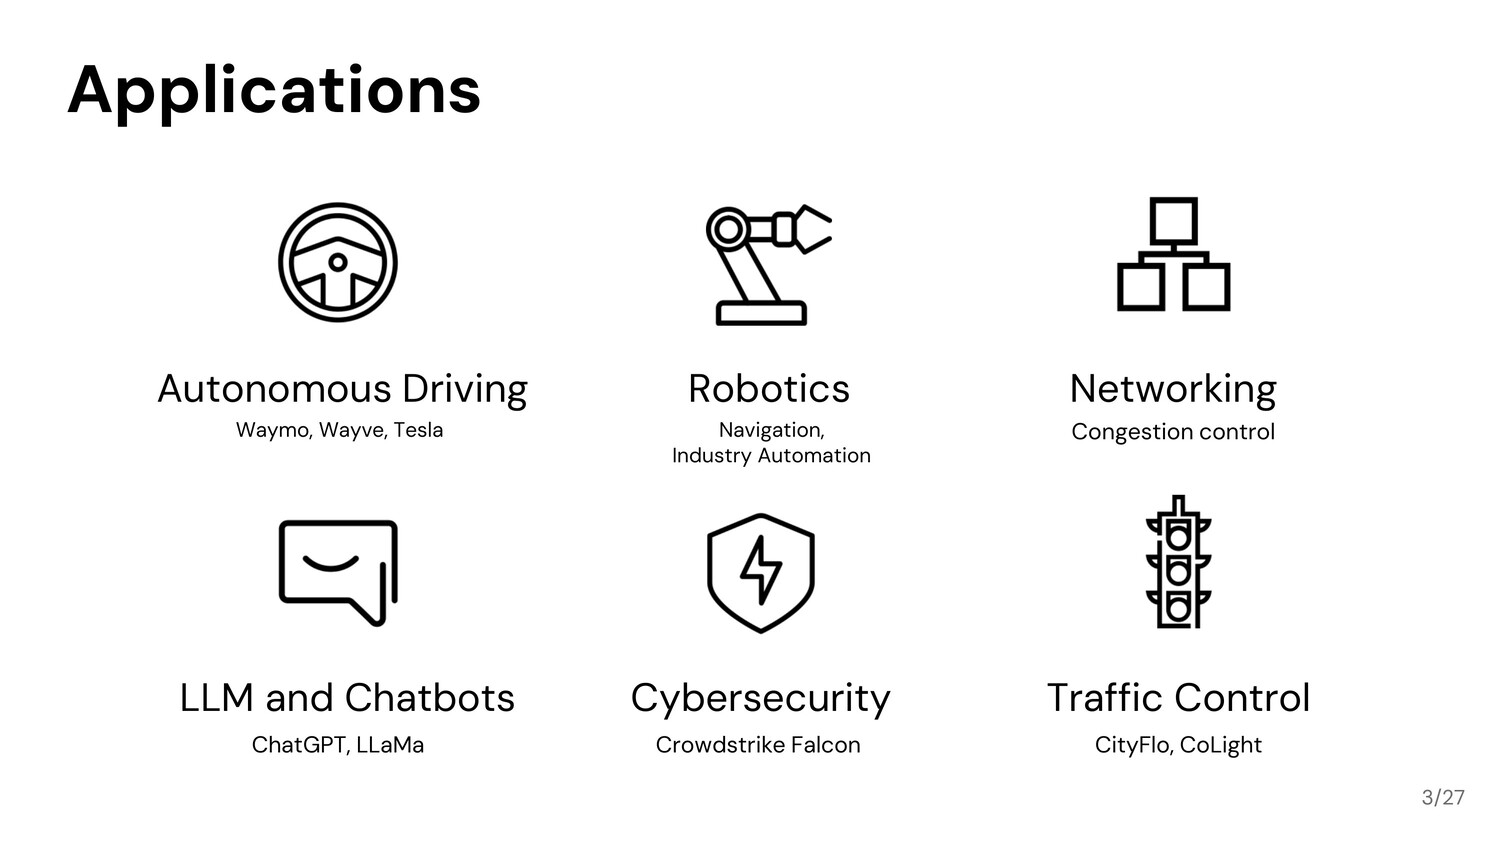 Applications
Autonomous Driving
Waymo, Wayve, Tesla
Robotics
Navigation,
Industry Automation
Networking
Congestion control
LLM and Chatbots
ChatGPT, LLaMa
Cybersecurity
Crowdstrike Falcon
Traffic Control
CityFlo, CoLight
3/27